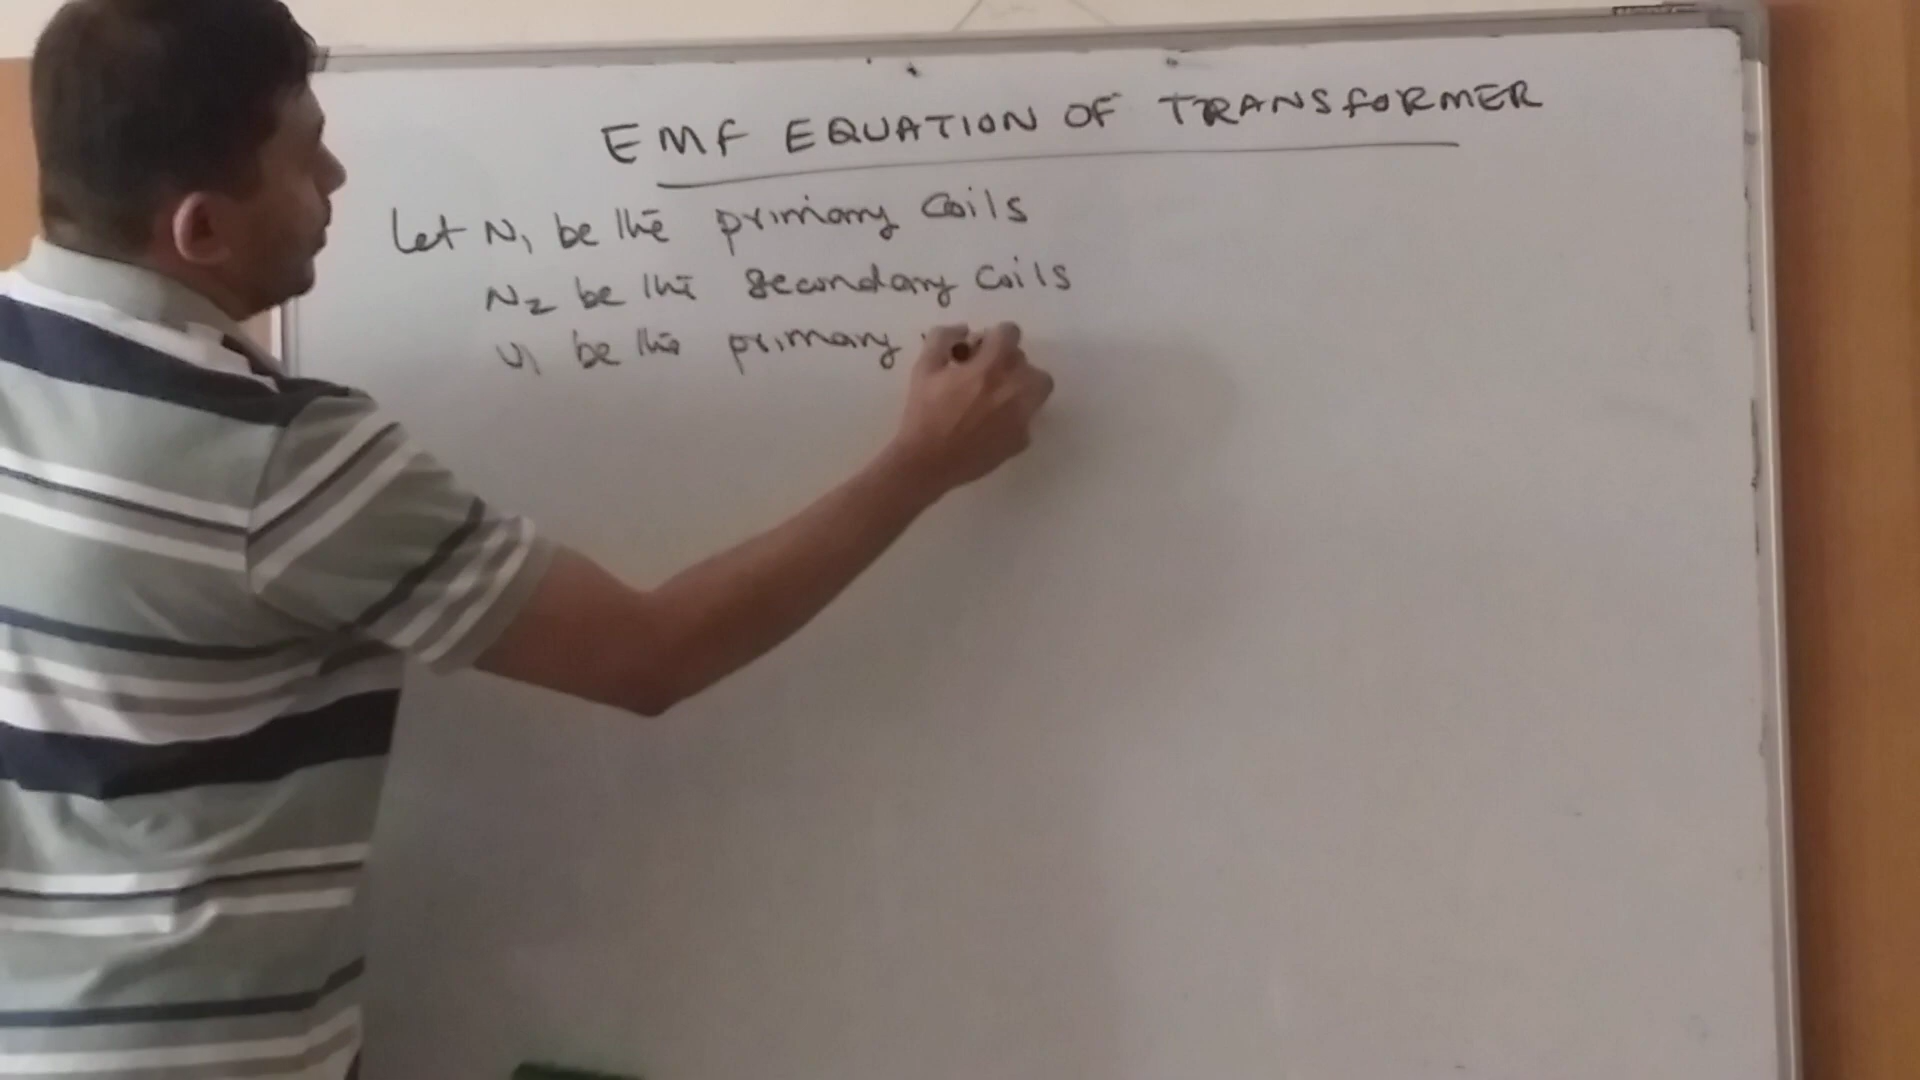 EMF EQUATION OF TRANSFORMER
Let N1 be the primary Coils
N2 be the Secondary Coils
V1 be the primary